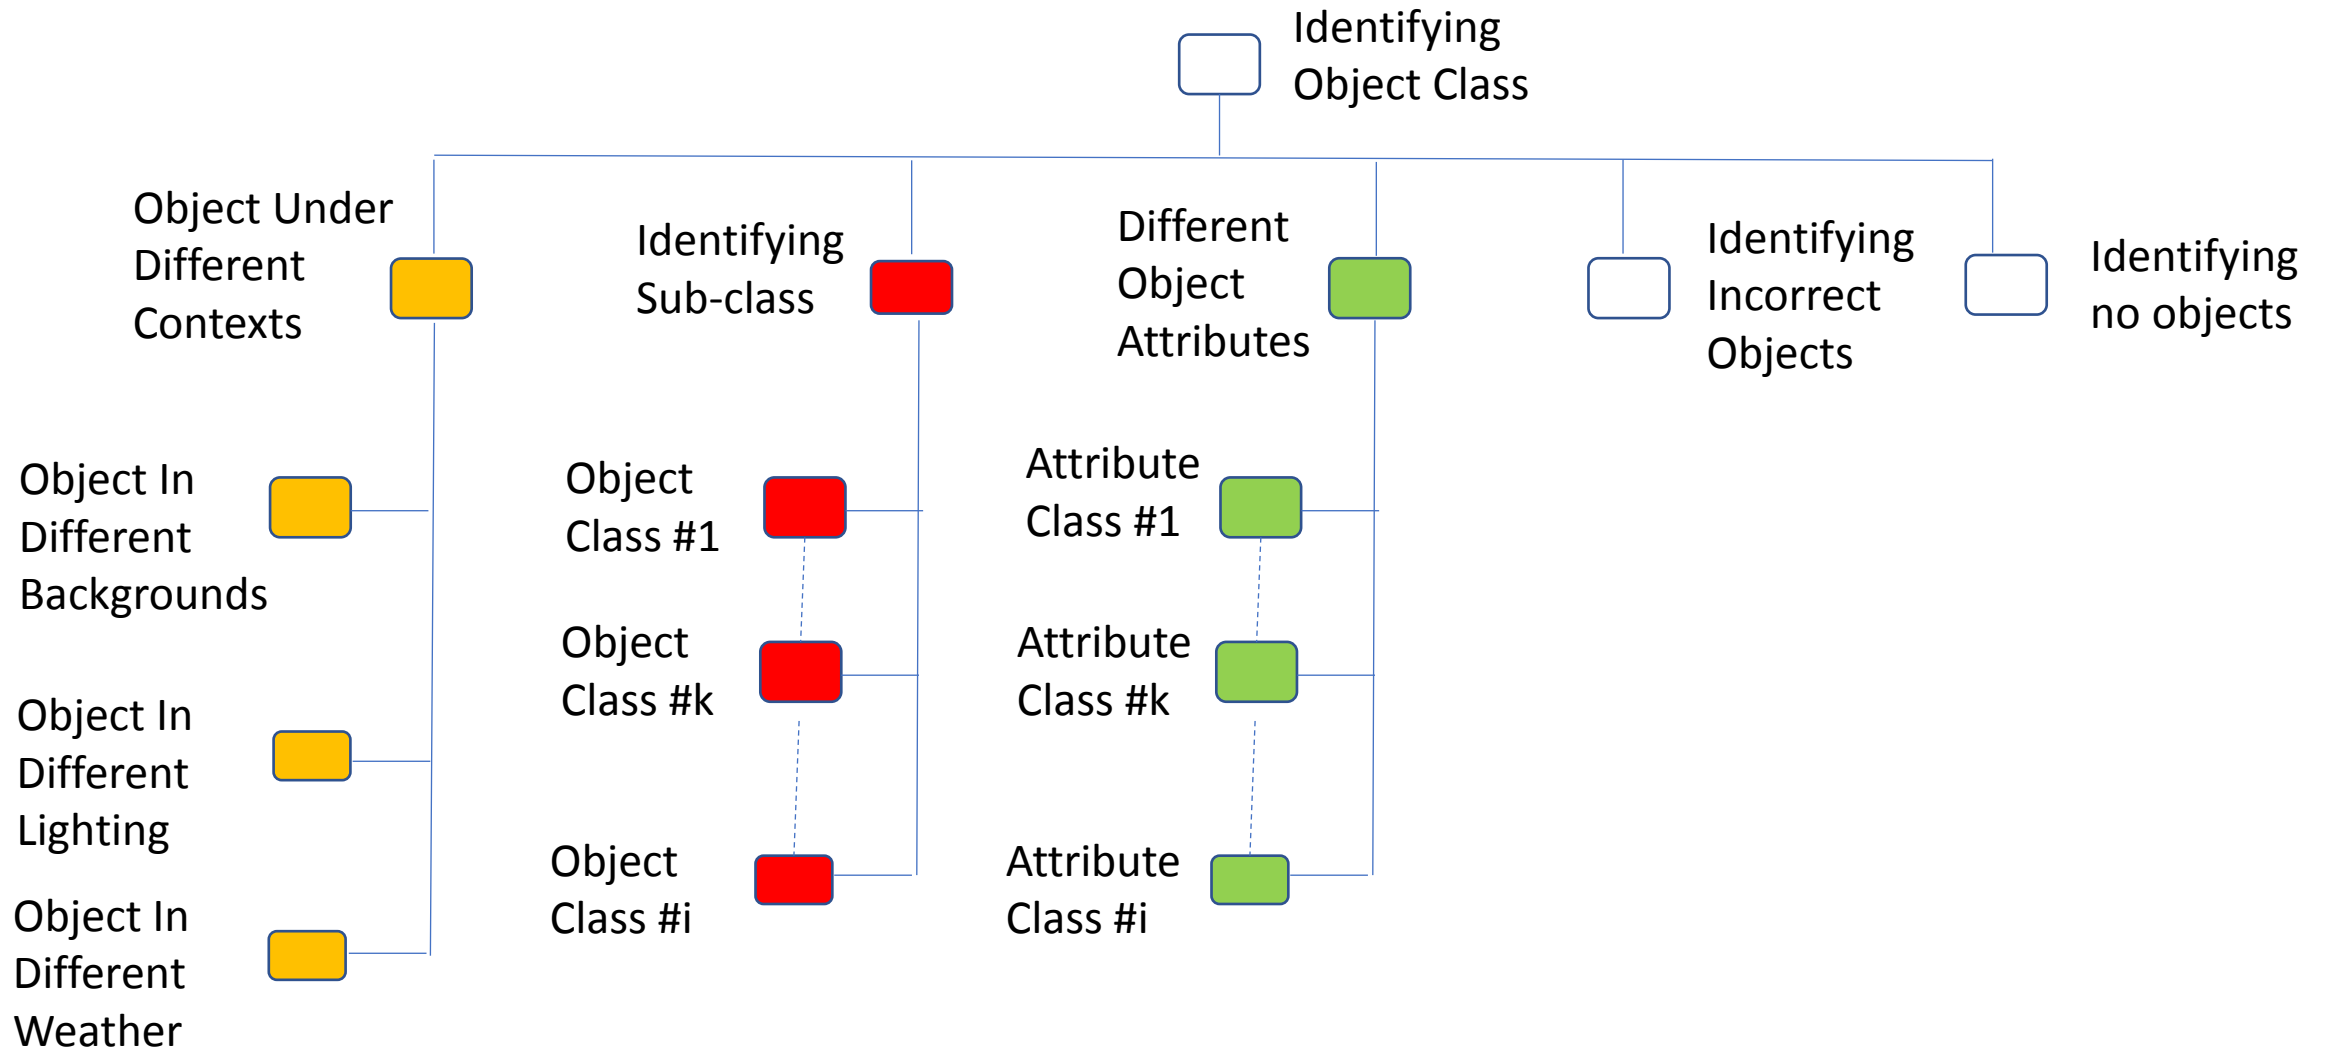 Identifying
Object Class
Object Under
Different
Contexts
Identifying
Sub-class
Different
Object
Attributes
Identifying
Incorrect
Objects
Identifying
no objects
Object In
Different
Backgrounds
Object
Class #1
Attribute
Class #1
Object
Class #k
Attribute
Class #k
Object In
Different
Lighting
Object
Class #i
Attribute
Class #i
Object In
Different
Weather